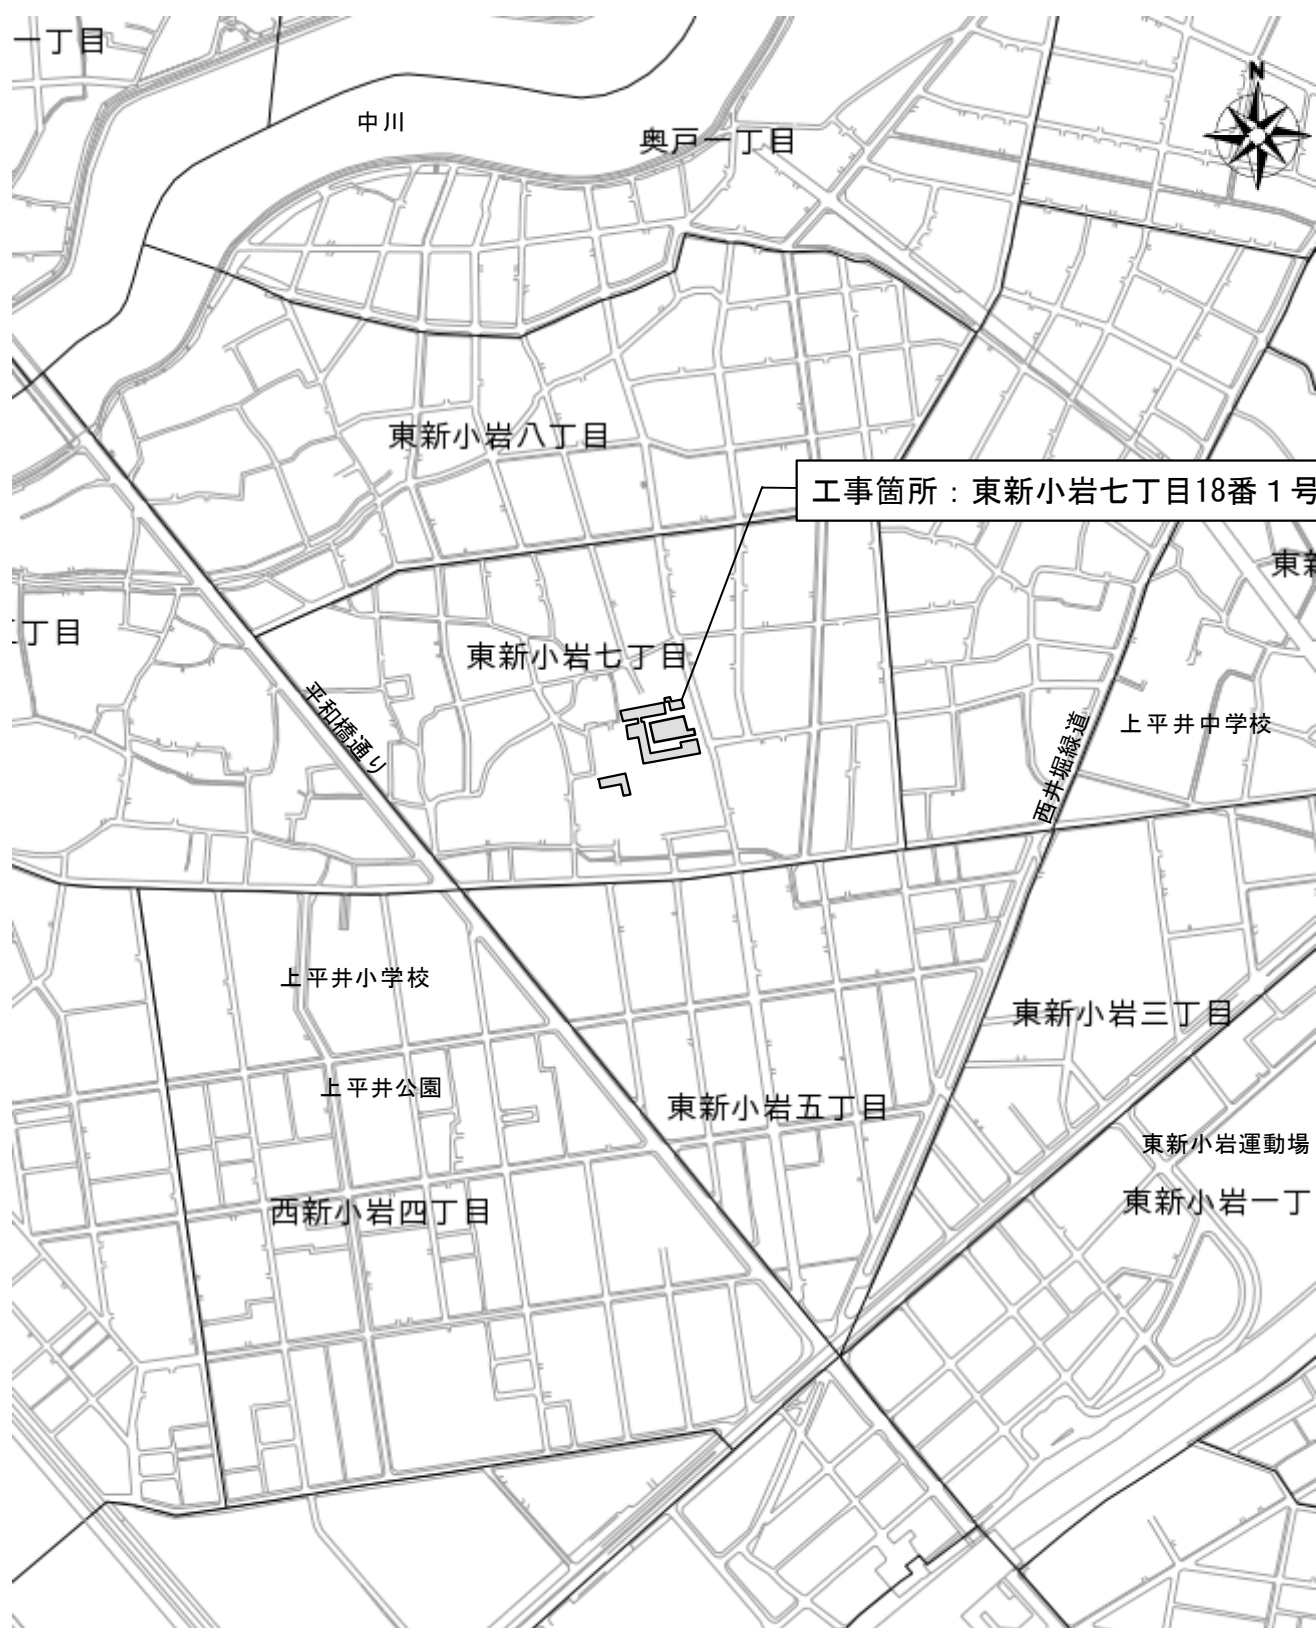 一丁目
N
中川
奥戸一丁目
東新小岩八丁目
工事箇所：東新小岩七丁目18番１号
東新
丁目
東新小岩七丁目
平和橋通り
上平井中学校
西井堀緑道
上平井小学校
東新小岩三丁目
上平井公園
東新小岩五丁目
東新小岩運動場
東新小岩一丁
西新小岩四丁目